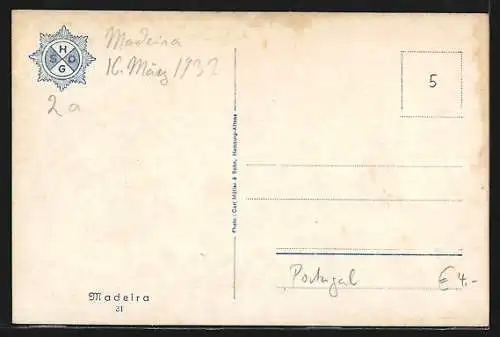 H
S D
G
Madeira
16. März 1932
2a
5
Photo: Carl Müller & Sohn, Hamburg-Altona
Portugal € 4.-
Madeira
31